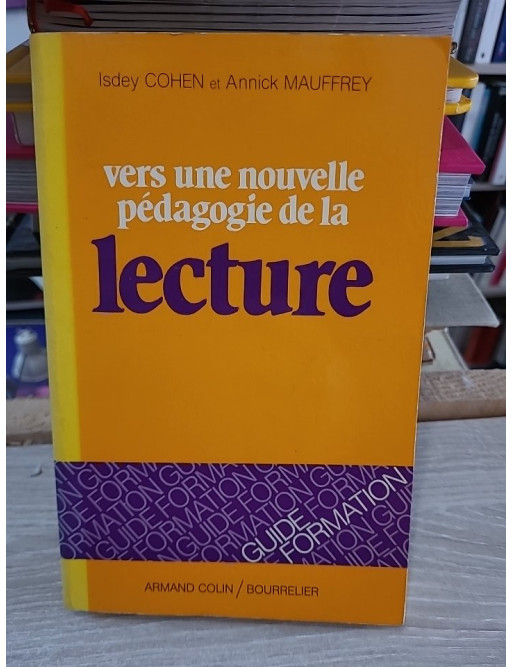 Isdey COHEN et Annick MAUFFREY
vers une nouvelle
pédagogie de la
lecture
GUIDE
FORMATION
ARMAND COLIN / BOURRELIER